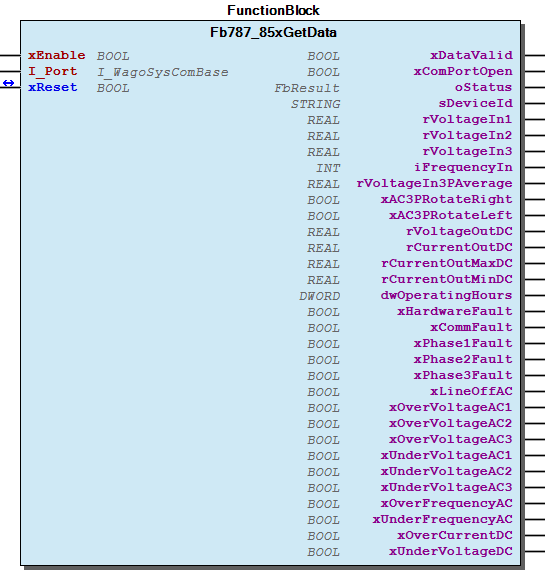 FunctionBlock
Fb787_85xGetData
xEnable BOOL BOOL xDataValid
I_Port I_WagoSysComBase BOOL xComPortOpen
xReset BOOL FbResult oStatus
STRING sDeviceId
REAL rVoltageIn1
REAL rVoltageIn2
REAL rVoltageIn3
INT iFrequencyIn
REAL rVoltageIn3PAverage
BOOL xAC3PRotateRight
BOOL xAC3PRotateLeft
REAL rVoltageOutDC
REAL rCurrentOutDC
REAL rCurrentOutMaxDC
REAL rCurrentOutMinDC
DWORD dwOperatingHours
BOOL xHardwareFault
BOOL xCommFault
BOOL xPhase1Fault
BOOL xPhase2Fault
BOOL xPhase3Fault
BOOL xLineOffAC
BOOL xOverVoltageAC1
BOOL xOverVoltageAC2
BOOL xOverVoltageAC3
BOOL xUnderVoltageAC1
BOOL xUnderVoltageAC2
BOOL xUnderVoltageAC3
BOOL xOverFrequencyAC
BOOL xUnderFrequencyAC
BOOL xOverCurrentDC
BOOL xUnderVoltageDC